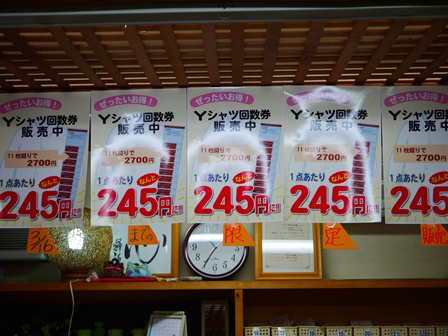 ぜったいお得！
Yシャツ回数券
販売中
11枚綴りで
2700円
1点あたり なんと
245円
ぜったいお得！
Yシャツ回数券
販売中
11枚綴りで
2700円
1点あたり なんと
245円
ぜったいお得！
Yシャツ回数券
販売中
11枚綴りで
2700円
1点あたり なんと
245円
ぜったいお得！
Yシャツ回数券
販売中
11枚綴りで
2700円
1点あたり なんと
245円
ぜったいお得！
Yシャツ回数券
販売中
11枚綴りで
2700円
1点あたり なんと
245円
3/6 までの 限 定 販売